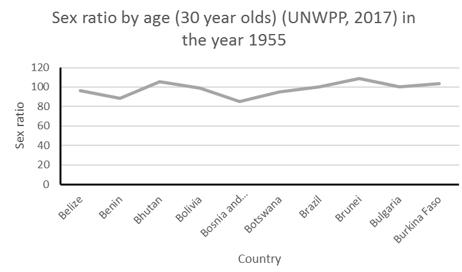 Sex ratio by age (30 year olds) (UNWPP, 2017) in
the year 1955
120
100
80
60
40
20
0
Sex ratio
Belize
Benin
Bhutan
Bolivia
Bosnia and...
Botswana
Brazil
Brunei
Bulgaria
Burkina Faso
Country